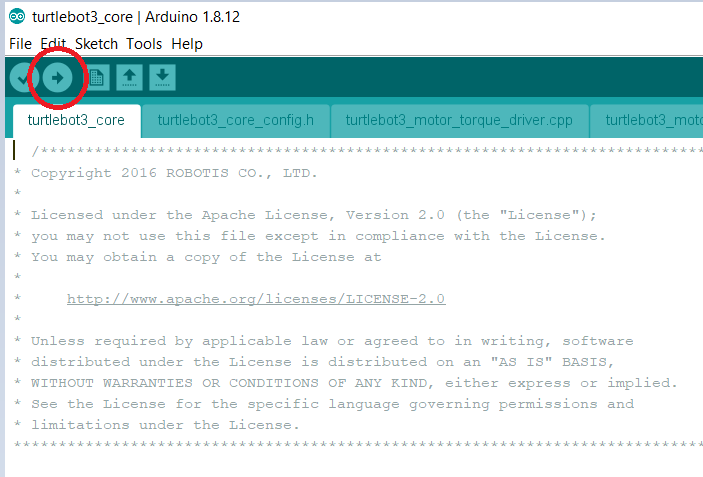 turtlebot3_core | Arduino 1.8.12
File Edit Sketch Tools Help
turtlebot3_core turtlebot3_core_config.h turtlebot3_motor_torque_driver.cpp
/****************************************************************************
* Copyright 2016 ROBOTIS CO., LTD.
*
* Licensed under the Apache License, Version 2.0 (the "License");
* you may not use this file except in compliance with the License.
* You may obtain a copy of the License at
*
* http://www.apache.org/licenses/LICENSE-2.0
*
* Unless required by applicable law or agreed to in writing, software
* distributed under the License is distributed on an "AS IS" BASIS,
* WITHOUT WARRANTIES OR CONDITIONS OF ANY KIND, either express or implied.
* See the License for the specific language governing permissions and
* limitations under the License.
*******************************************************************************